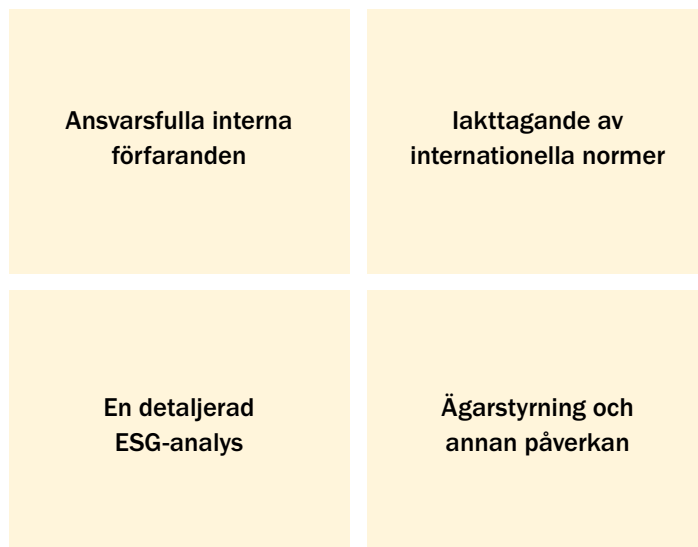 Ansvarsfulla interna
förfaranden
Iakttagande av
internationella normer
En detaljerad
ESG-analys
Ägarstyrning och
annan påverkan